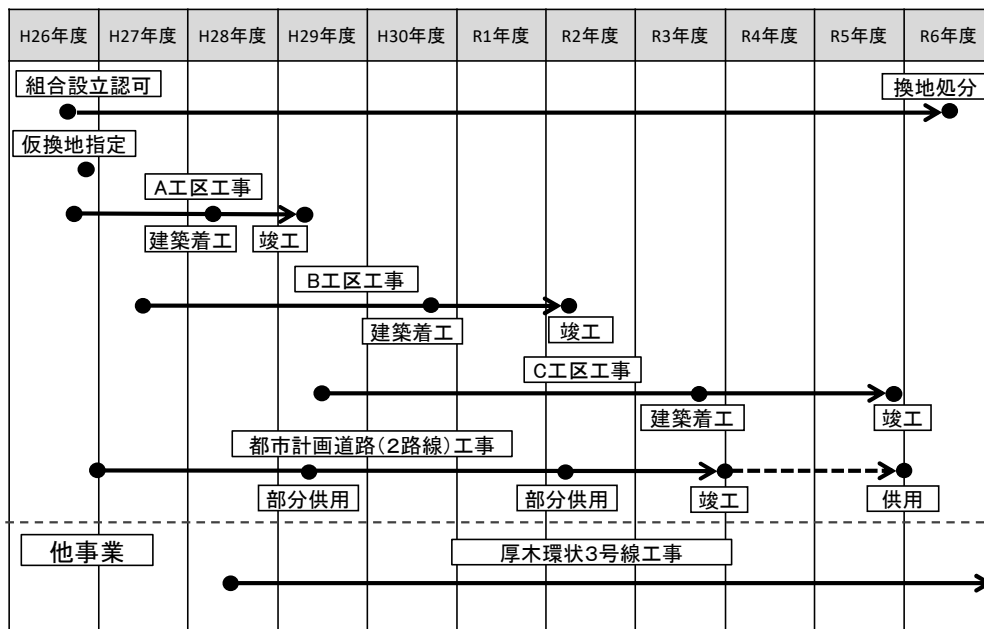 H26年度 H27年度 H28年度 H29年度 H30年度 R1年度 R2年度 R3年度 R4年度 R5年度 R6年度
組合設立認可 換地処分
仮換地指定
A工区工事
建築着工 竣工
B工区工事
建築着工 竣工
C工区工事
建築着工 竣工
都市計画道路(2路線)工事
部分供用 部分供用 竣工 供用
他事業 厚木環状3号線工事